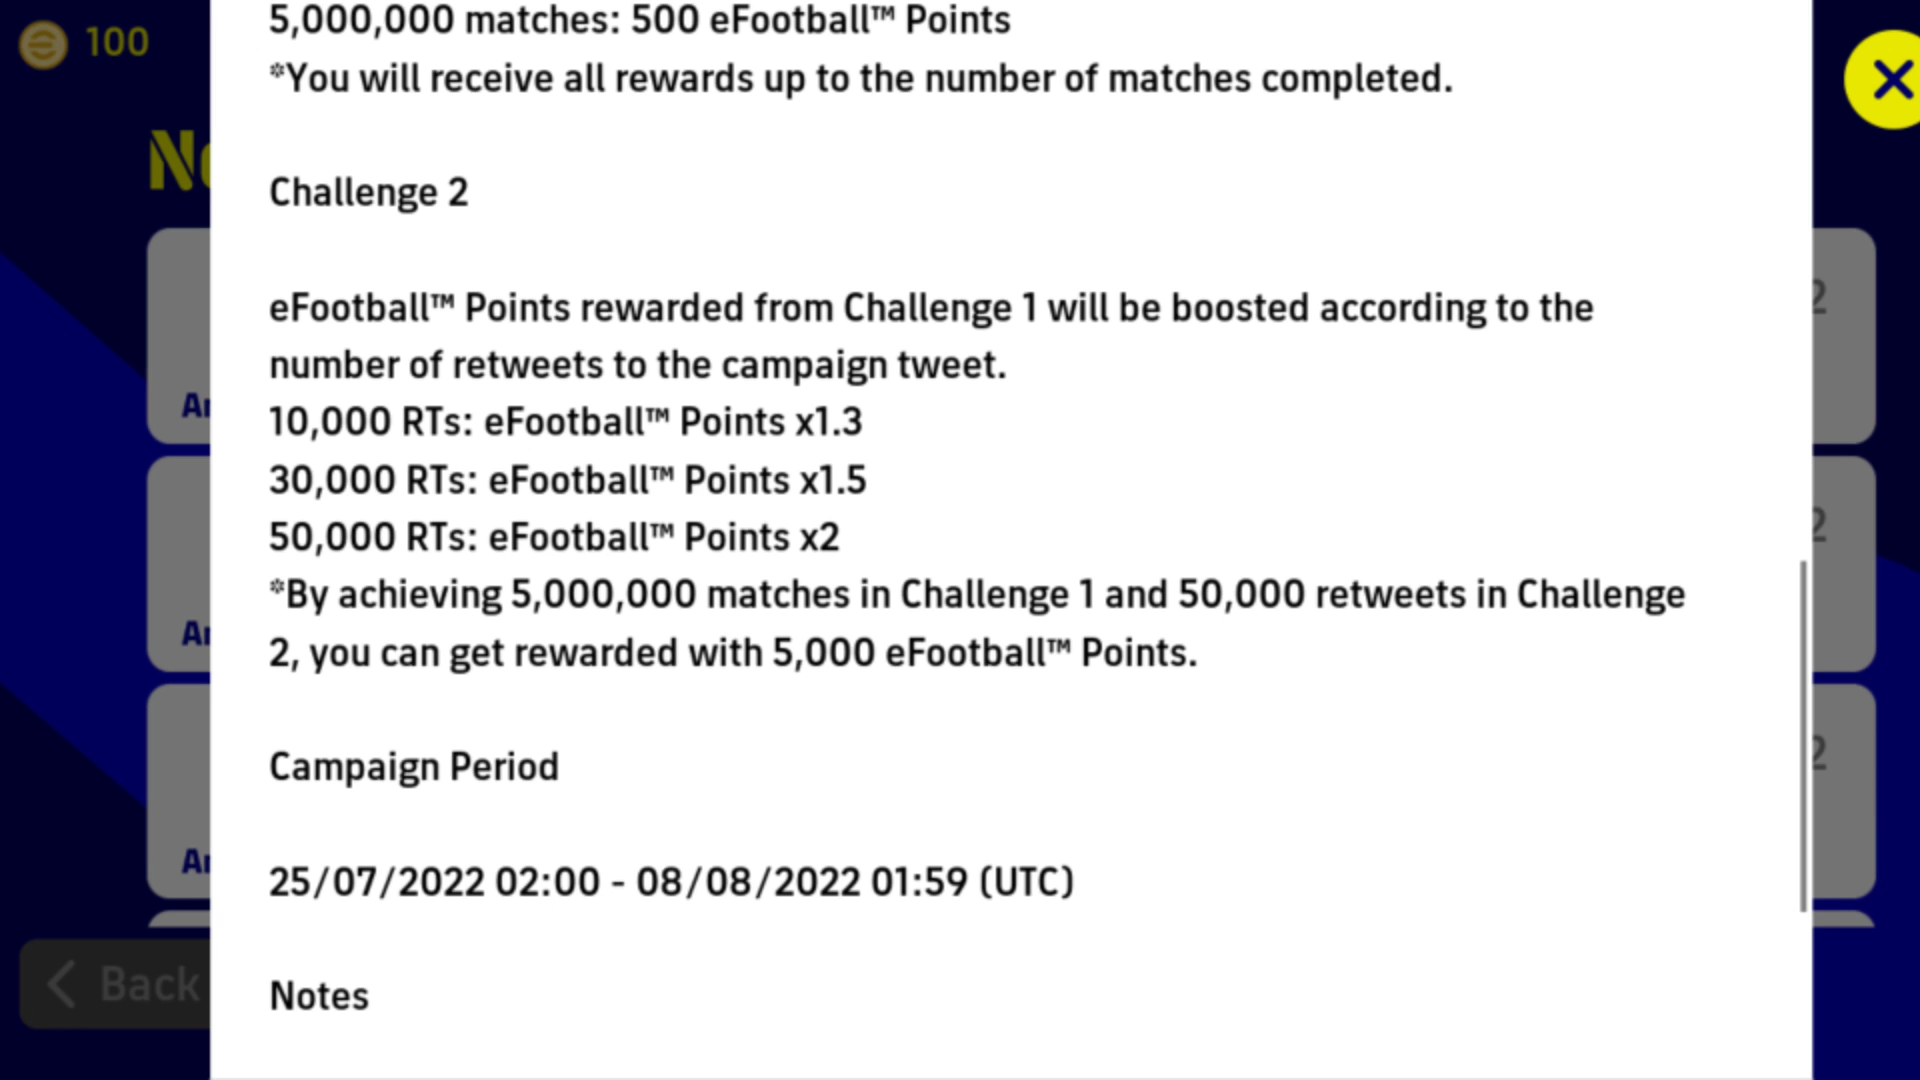 100
5,000,000 matches: 500 eFootball™ Points
*You will receive all rewards up to the number of matches completed.
Challenge 2
eFootball™ Points rewarded from Challenge 1 will be boosted according to the
number of retweets to the campaign tweet.
10,000 RTs: eFootball™ Points x1.3
30,000 RTs: eFootball™ Points x1.5
50,000 RTs: eFootball™ Points x2
*By achieving 5,000,000 matches in Challenge 1 and 50,000 retweets in Challenge
2, you can get rewarded with 5,000 eFootball™ Points.
Campaign Period
25/07/2022 02:00 - 08/08/2022 01:59 (UTC)
Notes
Back